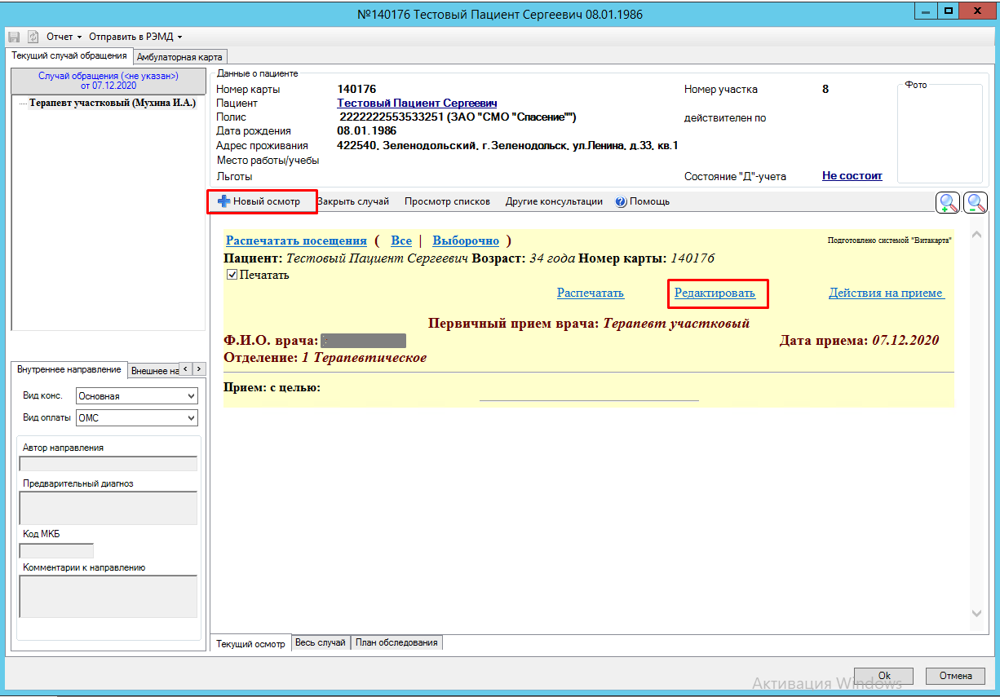 №140176 Тестовый Пациент Сергеевич 08.01.1986
Отчет Отправить в РЭМД
Текущий случай обращения Амбулаторная карта
Случай обращения (<не указан>)
от 07.12.2020
Терапевт участковый (Мухина И.А.)
Данные о пациенте
Номер карты 140176 Номер участка 8 Фото
Пациент Тестовый Пациент Сергеевич
Полис 2222222553533251 (ЗАО "СМО "Спасение"") действителен по
Дата рождения 08.01.1986
Адрес проживания 422540, Зеленодольский, г.Зеленодольск, ул.Ленина, д.33, кв.1
Место работы/учебы
Льготы Состояние "Д"-учета Не состоит
Новый осмотр Закрыть случай Просмотр списков Другие консультации Помощь
Распечатать посещения ( Все | Выборочно ) Подготовлено системой "Витакарта"
Пациент: Тестовый Пациент Сергеевич Возраст: 34 года Номер карты: 140176
Печатать
Распечатать Редактировать Действия на приеме
Первичный прием врача: Терапевт участковый
Ф.И.О. врача: Дата приема: 07.12.2020
Отделение: 1 Терапевтическое
Прием: с целью:
Внутреннее направление Внешнее на
Вид конс. Основная
Вид оплаты ОМС
Автор направления
Предварительный диагноз
Код МКБ
Комментарии к направлению
Текущий осмотр Весь случай План обследования
Активация Windows
Ok Отмена